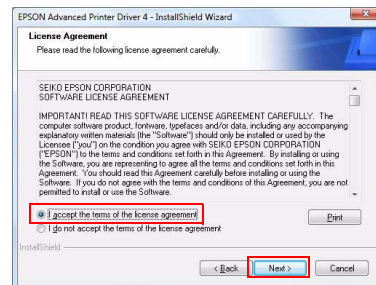 EPSON Advanced Printer Driver 4 - InstallShield Wizard
License Agreement
Please read the following license agreement carefully.
SEIKO EPSON CORPORATION
SOFTWARE LICENSE AGREEMENT
IMPORTANT! READ THIS SOFTWARE LICENSE AGREEMENT CAREFULLY. The
computer software product, fontware, typefaces and/or data, including any accompanying
explanatory written materials (the "Software") should only be installed or used by the
Licensee ("you") on the condition you agree with SEIKO EPSON CORPORATION
("EPSON") to the terms and conditions set forth in this Agreement. By installing or using
the Software, you are representing to agree all the terms and conditions set forth in this
Agreement. You should read this Agreement carefully before installing or using the
Software. If you do not agree with the terms and conditions of this Agreement, you are not
permitted to install or use the Software.
I accept the terms of the license agreement
Print
I do not accept the terms of the license agreement
InstallShield
< Back
Next >
Cancel